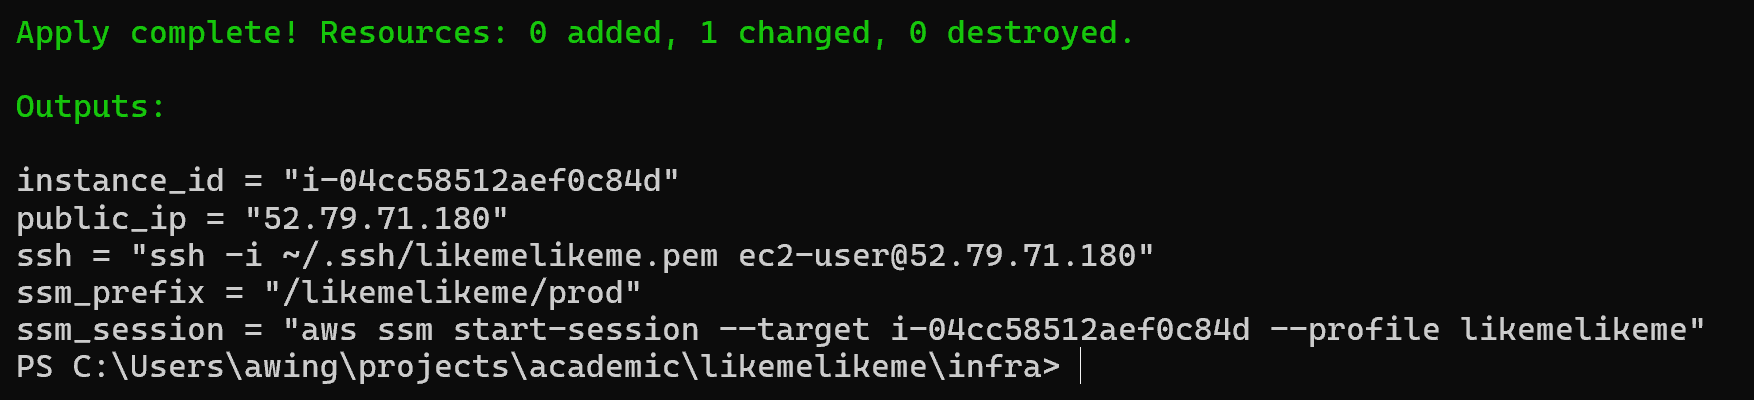 Apply complete! Resources: 0 added, 1 changed, 0 destroyed.
Outputs:
instance_id = "i-04cc58512aef0c84d"
public_ip = "52.79.71.180"
ssh = "ssh -i ~/.ssh/likemelikeme.pem ec2-user@52.79.71.180"
ssm_prefix = "/likemelikeme/prod"
ssm_session = "aws ssm start-session --target i-04cc58512aef0c84d --profile likemelikeme"
PS C:\Users\awing\projects\academic\likemelikeme\infra>